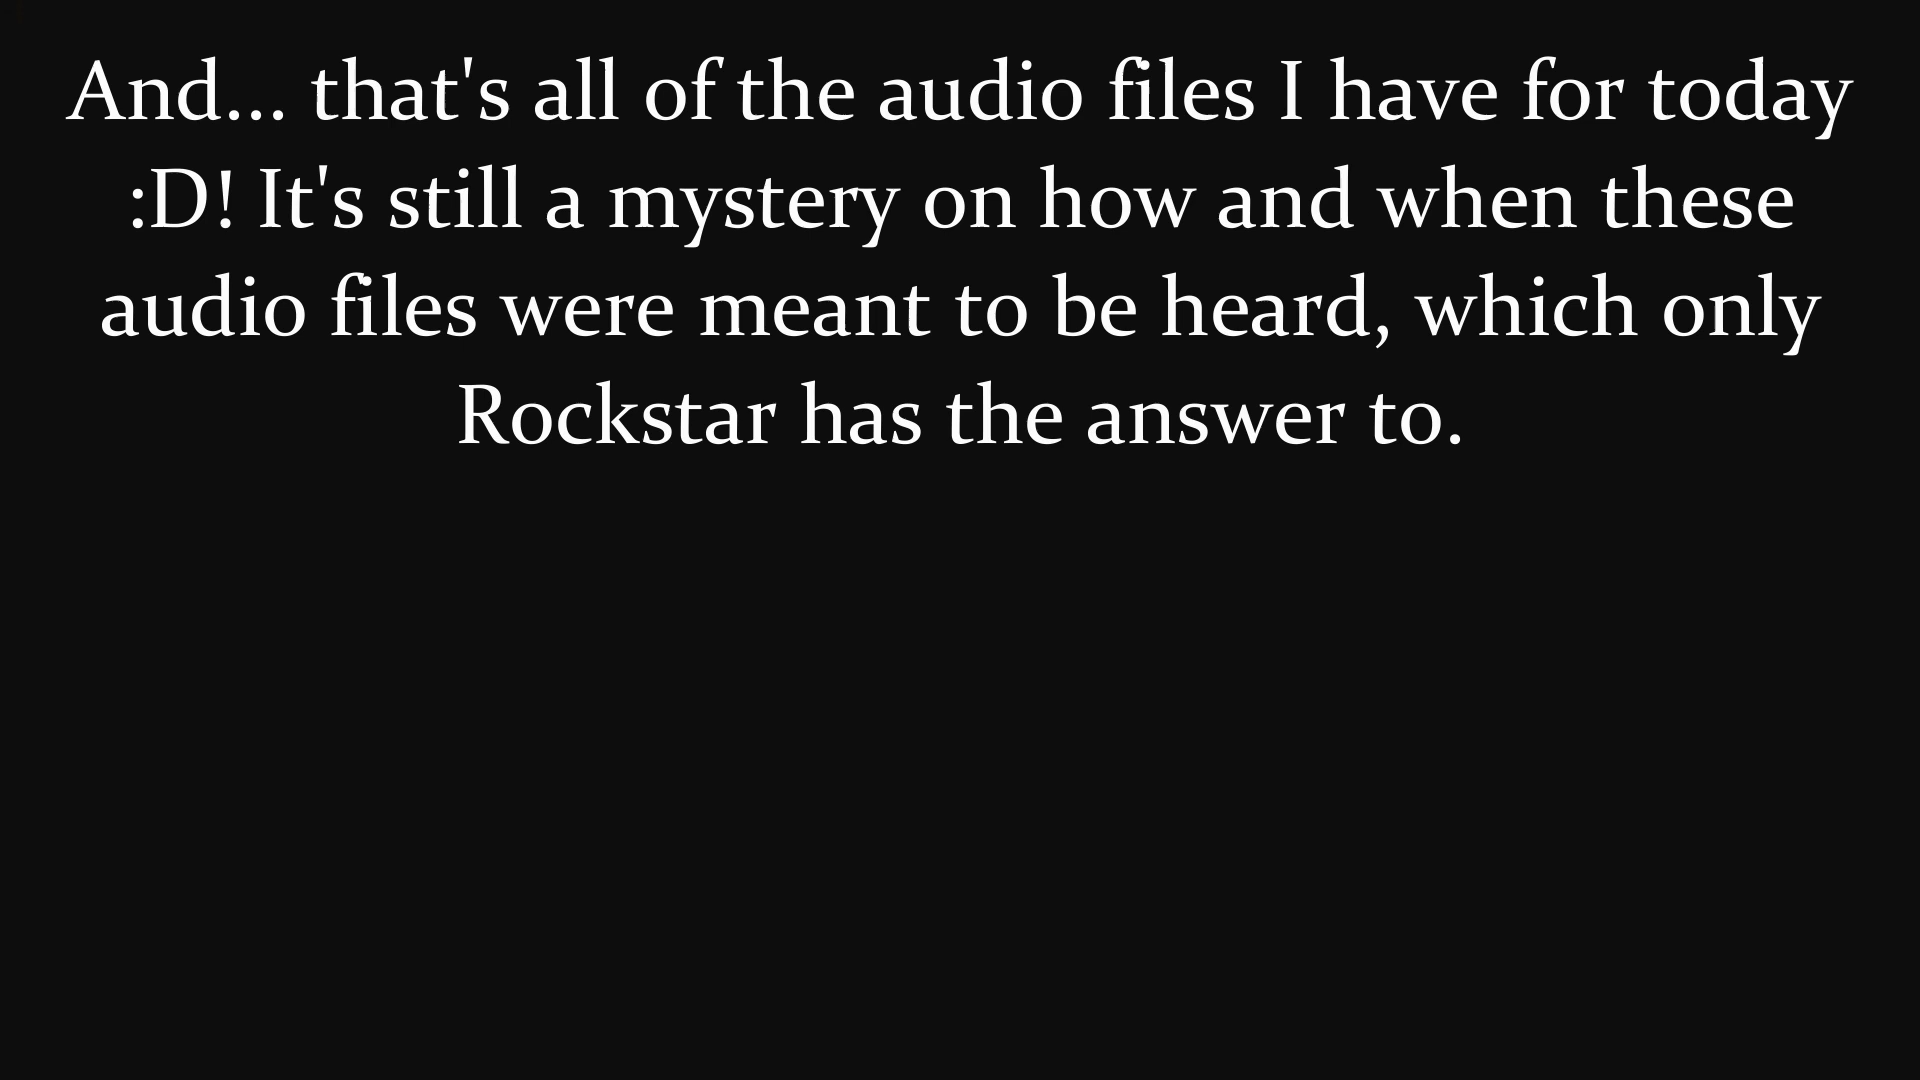 And... that's all of the audio files I have for today
:D! It's still a mystery on how and when these
audio files were meant to be heard, which only
Rockstar has the answer to.